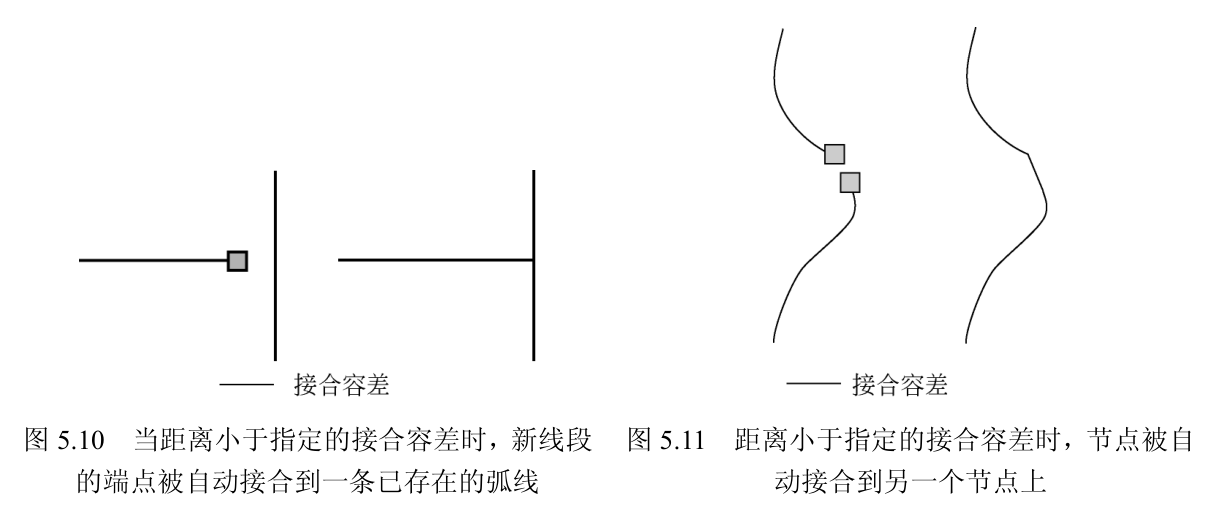 接合容差
接合容差
图 5.10 当距离小于指定的接合容差时，新线段
的端点被自动接合到一条已存在的弧线
图 5.11 距离小于指定的接合容差时，节点被自
动接合到另一个节点上